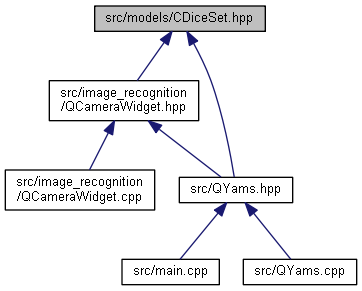 src/models/CDiceSet.hpp
src/image_recognition
/QCameraWidget.hpp
src/image_recognition
/QCameraWidget.cpp
src/QYams.hpp
src/main.cpp
src/QYams.cpp